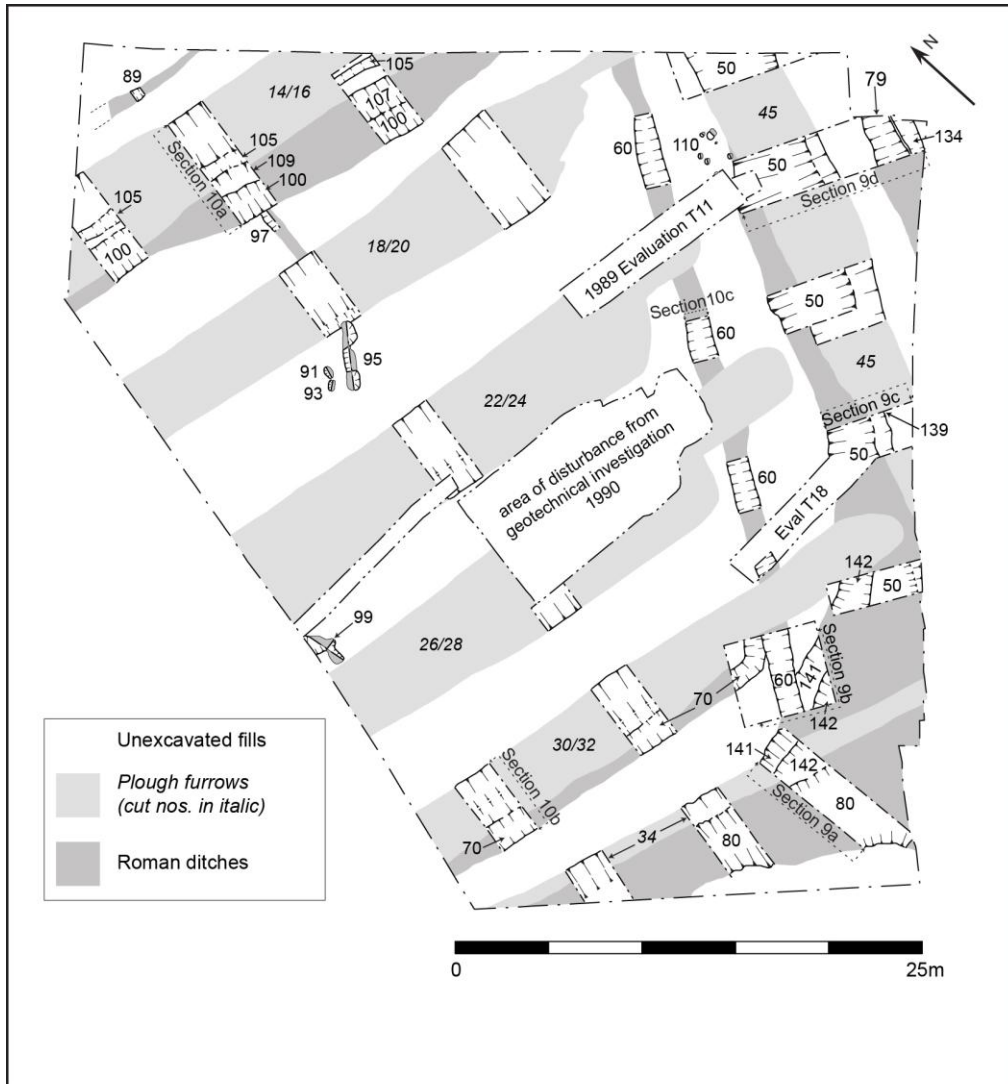 N
89
14/16
105
107
100
50
79
45
134
60
110
50
Section 9d
105
109
100
Section 10a
105
100
97
18/20
1989 Evaluation T11
Section10c
60
50
45
91
93
95
22/24
area of disturbance from
geotechnical investigation
1990
Section 9c
139
50
60
Eval T18
142
50
99
26/28
70
60
141
Section 9b
142
30/32
Section 10b
70
141
142
80
Section 9a
34
80
Unexcavated fills
Plough furrows
(cut nos. in italic)
Roman ditches
0
25m